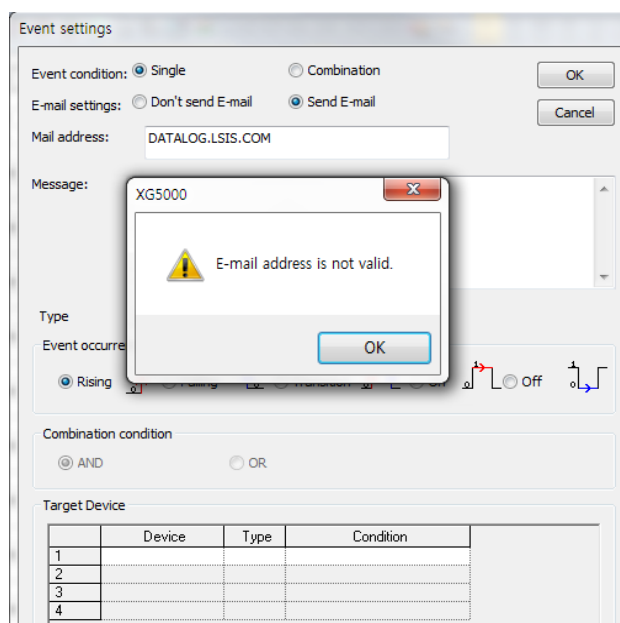 Event settings
Event condition: Single Combination OK
E-mail settings: Don't send E-mail Send E-mail Cancel
Mail address: DATALOG.LSIS.COM
Message:
XG5000
E-mail address is not valid.
OK
Type
Event occurre
Rising Off
Combination condition
AND OR
Target Device
Device Type Condition
1
2
3
4